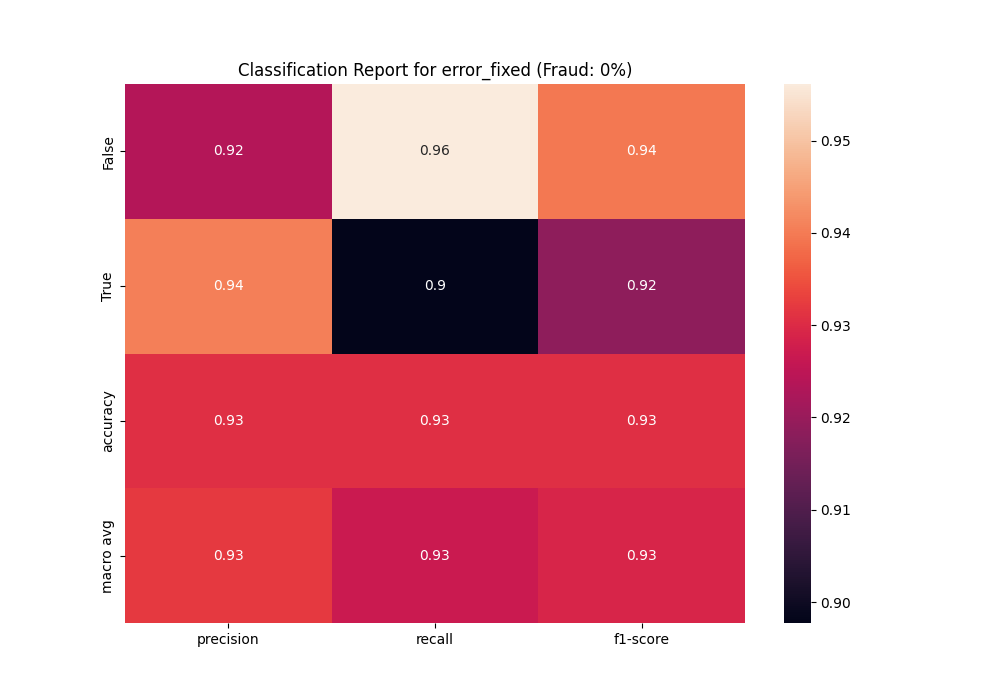 Classification Report for error_fixed (Fraud: 0%)
False 0.92 0.96 0.94
True 0.94 0.9 0.92
accuracy 0.93 0.93 0.93
macro avg 0.93 0.93 0.93
precision recall f1-score
0.95
0.94
0.93
0.92
0.91
0.90